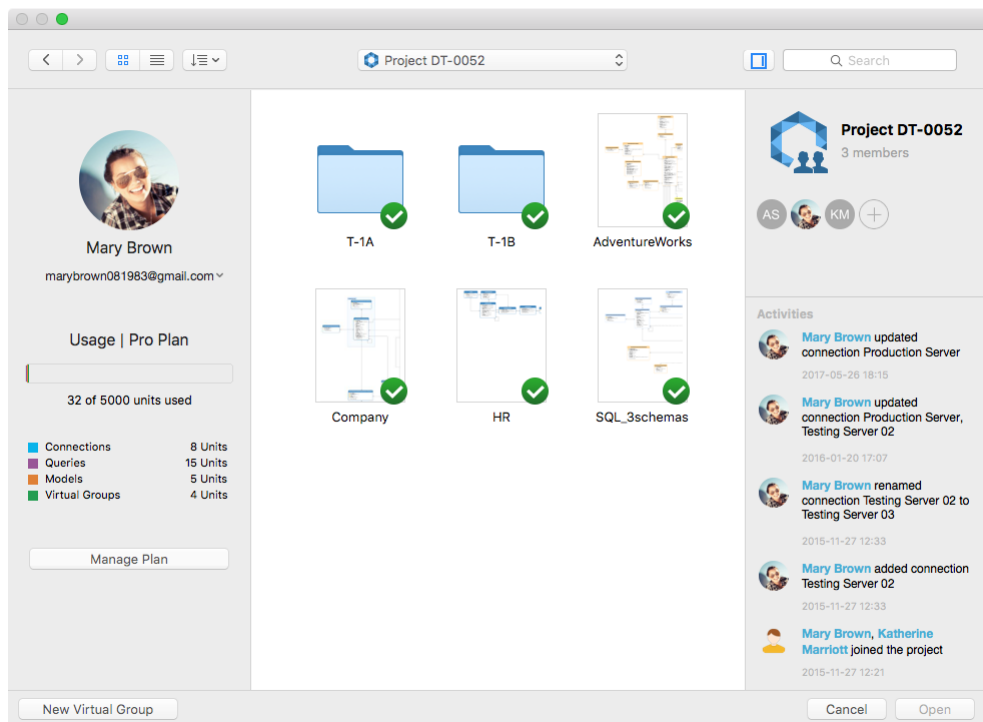 Project DT-0052
Search
Mary Brown
marybrown081983@gmail.com
Usage | Pro Plan
32 of 5000 units used
Connections 8 Units
Queries 15 Units
Models 5 Units
Virtual Groups 4 Units
Manage Plan
T-1A
T-1B
AdventureWorks
Company
HR
SQL_3schemas
Project DT-0052
3 members
AS
KM
Activities
Mary Brown updated
connection Production Server
2017-05-26 18:15
Mary Brown updated
connection Production Server,
Testing Server 02
2016-01-20 17:07
Mary Brown renamed
connection Testing Server 02 to
Testing Server 03
2015-11-27 12:33
Mary Brown added connection
Testing Server 02
2015-11-27 12:33
Mary Brown, Katherine
Marriott joined the project
2015-11-27 12:21
New Virtual Group
Cancel
Open